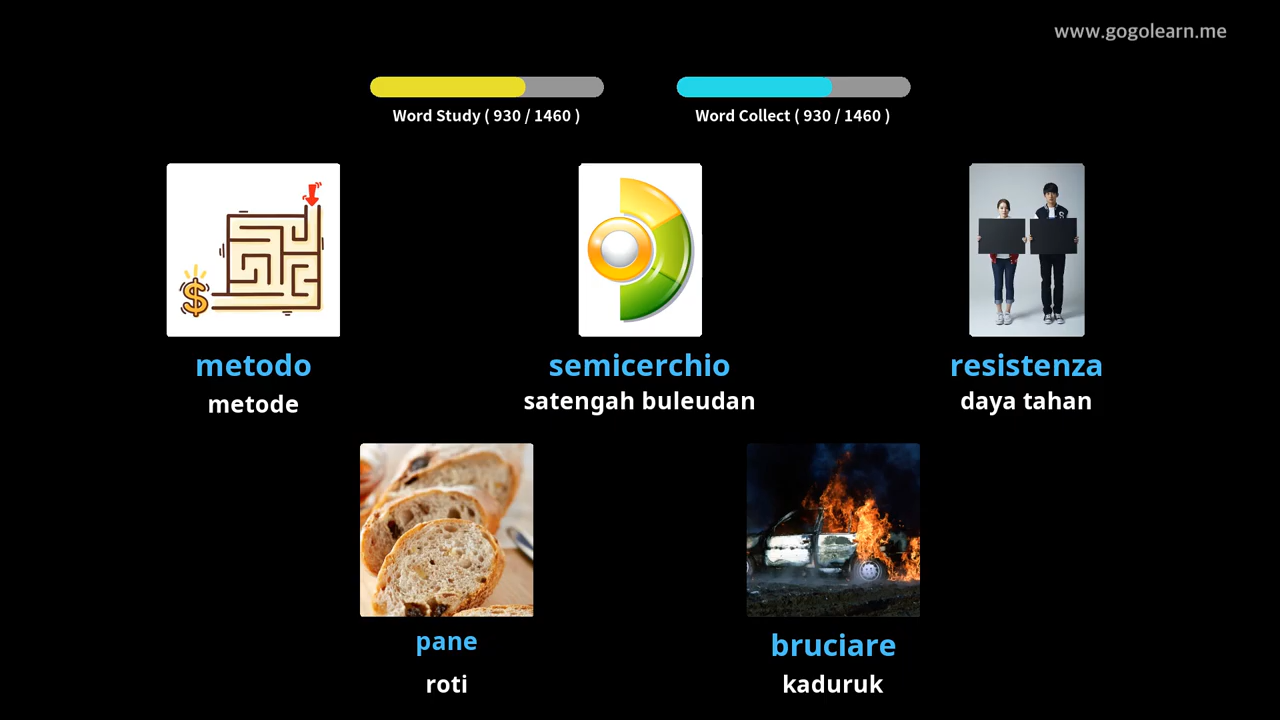 www.gogolearn.me
Word Study ( 930 / 1460 )
Word Collect ( 930 / 1460 )
metodo
metode
semicerchio
satengah buleudan
resistenza
daya tahan
pane
roti
bruciare
kaduruk